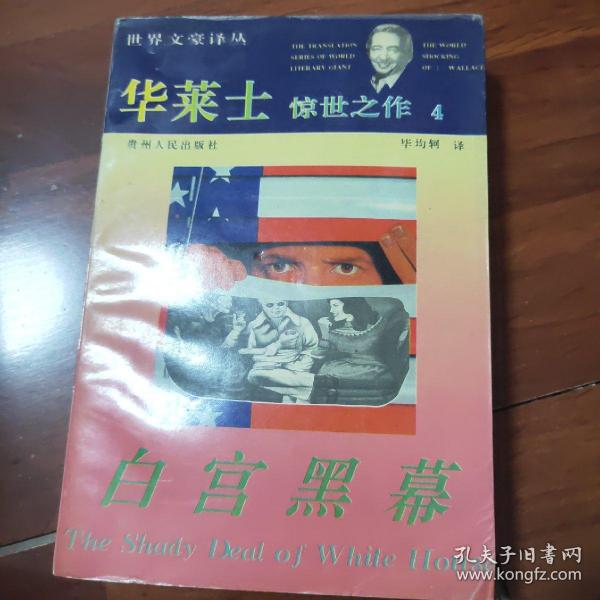 世界文豪译丛
THE TRANSLATION
SERIES OF WORLD
LITERARY GIANT
THE WORLD
SHOCKING
OF : WALLACE
华莱士 惊世之作 4
贵州人民出版社
毕均轲 译
白宫黑幕
The Shady Deal of White House
孔夫子旧书网
www.kongfz.com